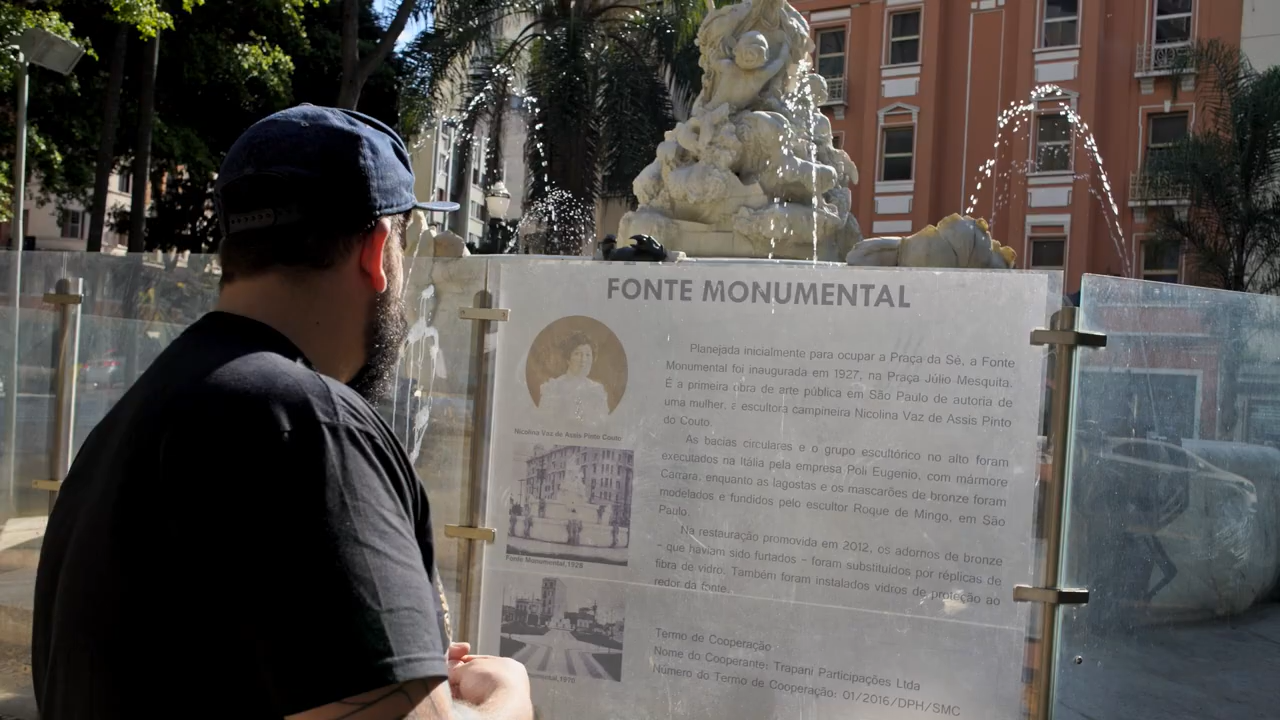 FONTE MONUMENTAL
Planejada inicialmente para ocupar a Praça da Sé, a Fonte
Monumental foi inaugurada em 1927, na Praça Júlio Mesquita.
É a primeira obra de arte pública em São Paulo de autoria de
uma mulher, a escultora campineira Nicolina Vaz de Assis Pinto
do Couto.
As bacias circulares e o grupo escultórico no alto foram
executados na Itália pela empresa Poli Eugenio, com mármore
Carrara, enquanto as lagostas e os mascarões de bronze foram
modelados e fundidos pelo escultor Roque de Mingo, em São
Paulo.
Na restauração promovida em 2012, os adornos de bronze
– que haviam sido furtados – foram substituídos por réplicas de
fibra de vidro. Também foram instalados vidros de proteção ao
redor da fonte.
Termo de Cooperação
Nome do Cooperante: Trapani Participações Ltda
Número do Termo de Cooperação: 01/2016/DPH/SMC
Nicolina Vaz de Assis Pinto Couto
Fonte Monumental,1928